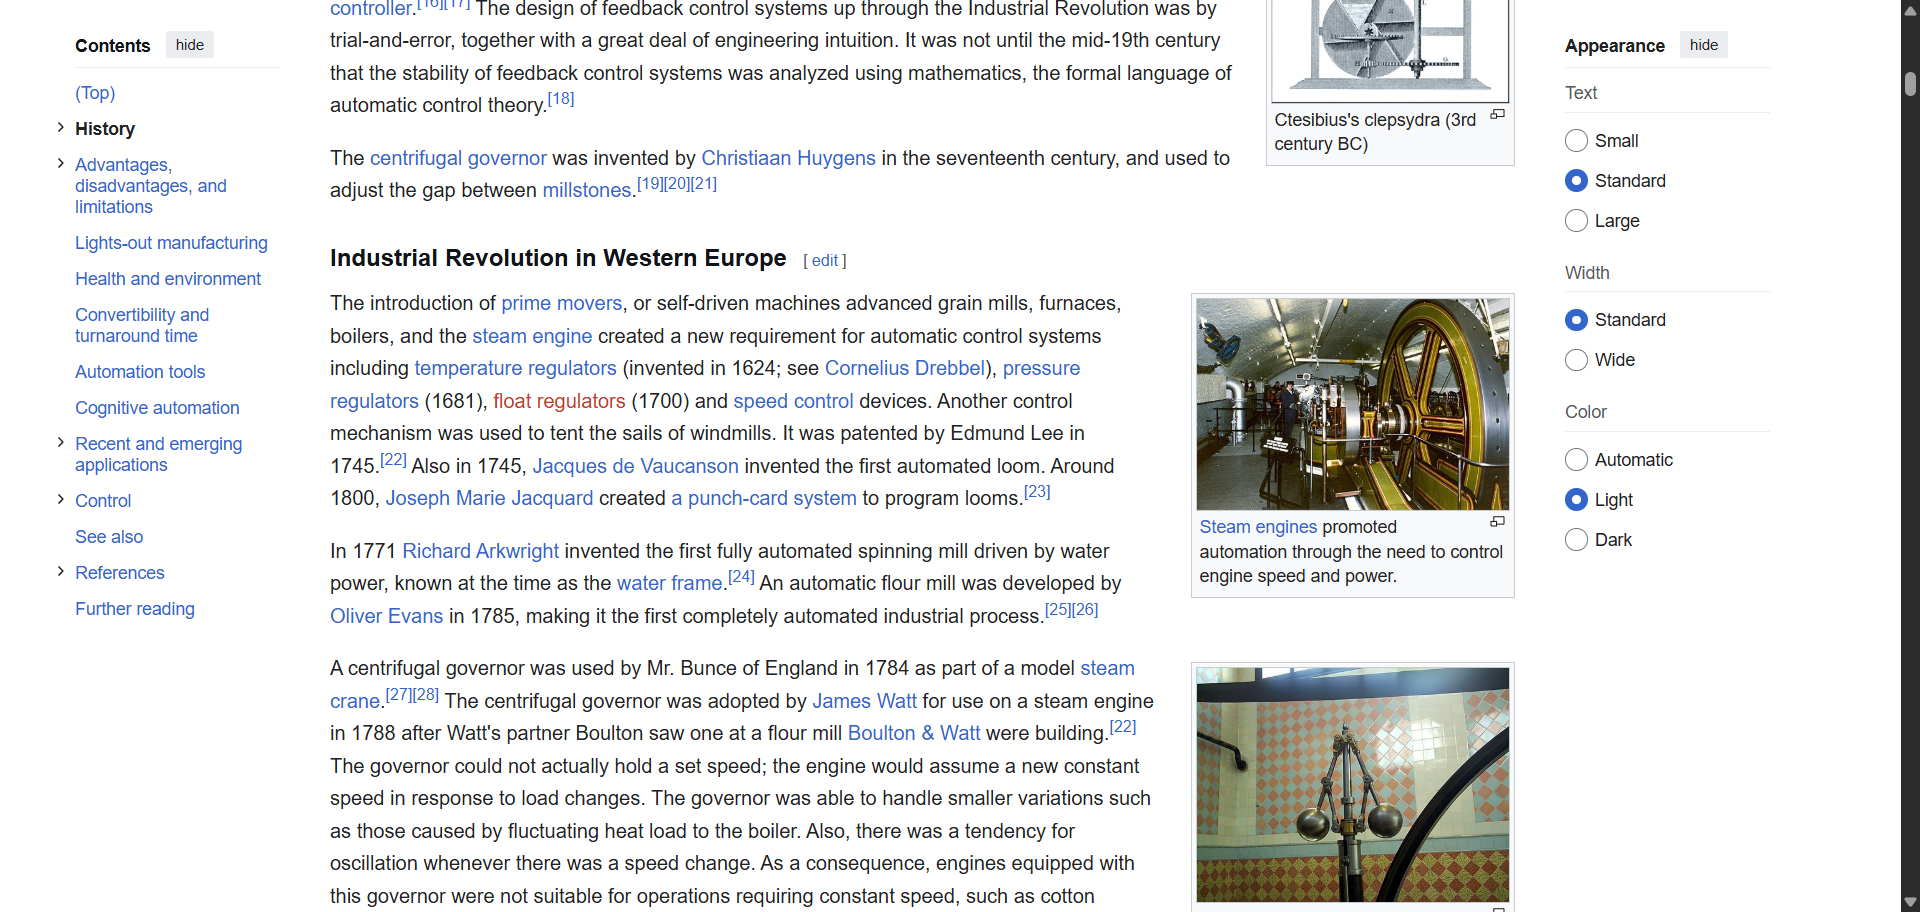 Contents hide
(Top)
History
Advantages,
disadvantages, and
limitations
Lights-out manufacturing
Health and environment
Convertibility and
turnaround time
Automation tools
Cognitive automation
Recent and emerging
applications
Control
See also
References
Further reading
controller.[16][17] The design of feedback control systems up through the Industrial Revolution was by
trial-and-error, together with a great deal of engineering intuition. It was not until the mid-19th century
that the stability of feedback control systems was analyzed using mathematics, the formal language of
automatic control theory.[18]
The centrifugal governor was invented by Christiaan Huygens in the seventeenth century, and used to
adjust the gap between millstones.[19][20][21]
Ctesibius's clepsydra (3rd
century BC)
Industrial Revolution in Western Europe [ edit ]
The introduction of prime movers, or self-driven machines advanced grain mills, furnaces,
boilers, and the steam engine created a new requirement for automatic control systems
including temperature regulators (invented in 1624; see Cornelius Drebbel), pressure
regulators (1681), float regulators (1700) and speed control devices. Another control
mechanism was used to tent the sails of windmills. It was patented by Edmund Lee in
1745.[22] Also in 1745, Jacques de Vaucanson invented the first automated loom. Around
1800, Joseph Marie Jacquard created a punch-card system to program looms.[23]
Steam engines promoted
automation through the need to control
engine speed and power.
In 1771 Richard Arkwright invented the first fully automated spinning mill driven by water
power, known at the time as the water frame.[24] An automatic flour mill was developed by
Oliver Evans in 1785, making it the first completely automated industrial process.[25][26]
A centrifugal governor was used by Mr. Bunce of England in 1784 as part of a model steam
crane.[27][28] The centrifugal governor was adopted by James Watt for use on a steam engine
in 1788 after Watt's partner Boulton saw one at a flour mill Boulton & Watt were building.[22]
The governor could not actually hold a set speed; the engine would assume a new constant
speed in response to load changes. The governor was able to handle smaller variations such
as those caused by fluctuating heat load to the boiler. Also, there was a tendency for
oscillation whenever there was a speed change. As a consequence, engines equipped with
this governor were not suitable for operations requiring constant speed, such as cotton
Appearance hide
Text
Small
Standard
Large
Width
Standard
Wide
Color
Automatic
Light
Dark